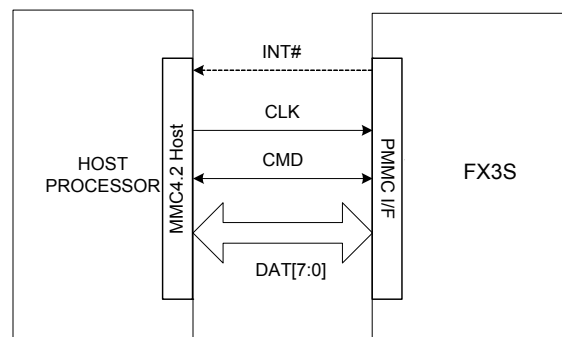 INT#
CLK
CMD
DAT[7:0]
HOST
PROCESSOR
MMC4.2 Host
PMMC I/F
FX3S